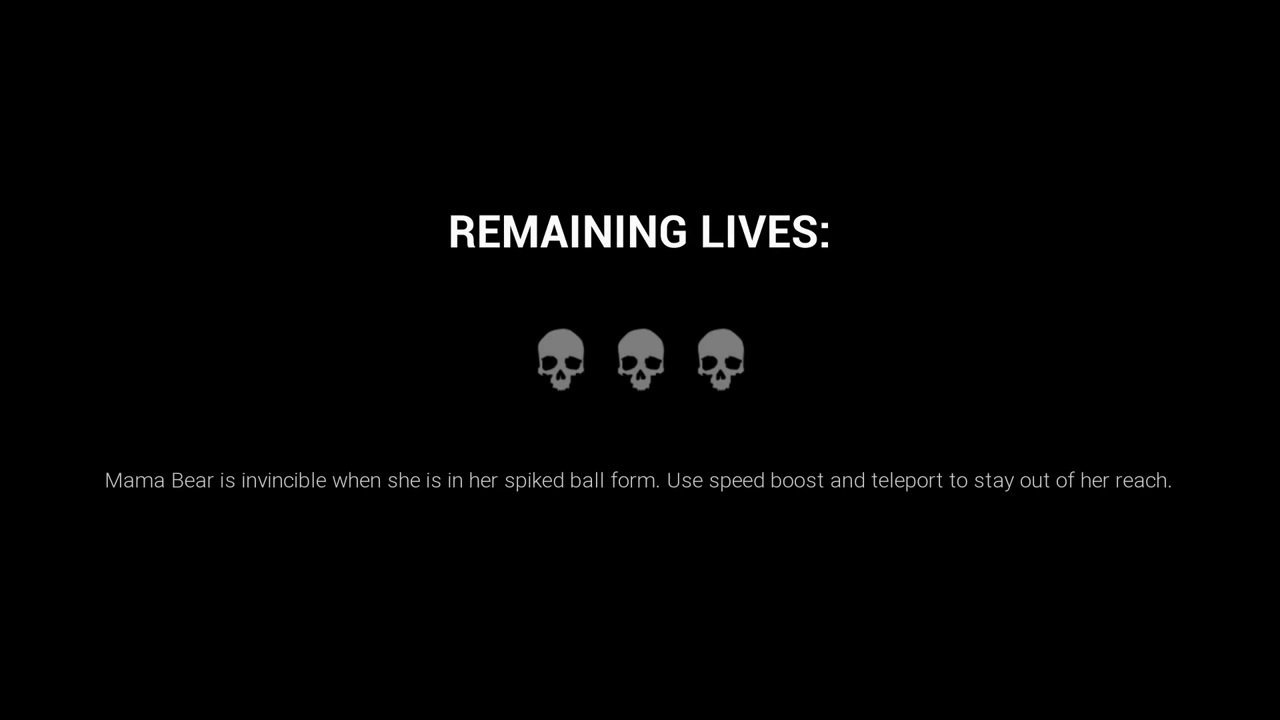 REMAINING LIVES:
Mama Bear is invincible when she is in her spiked ball form. Use speed boost and teleport to stay out of her reach.